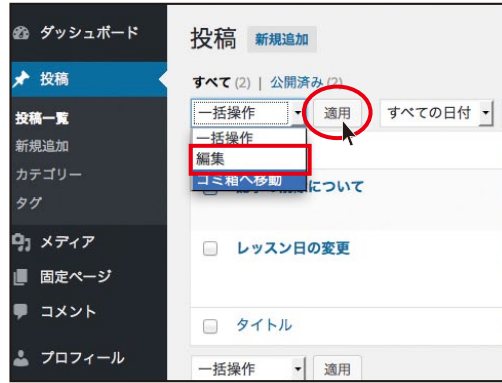 ダッシュボード
投稿
投稿一覧
新規追加
カテゴリー
タグ
メディア
固定ページ
コメント
プロフィール
投稿 新規追加
すべて (2) | 公開済み (2)
一括操作 適用 すべての日付
一括操作
編集
ゴミ箱へ移動
について
レッスン日の変更
タイトル
一括操作 適用